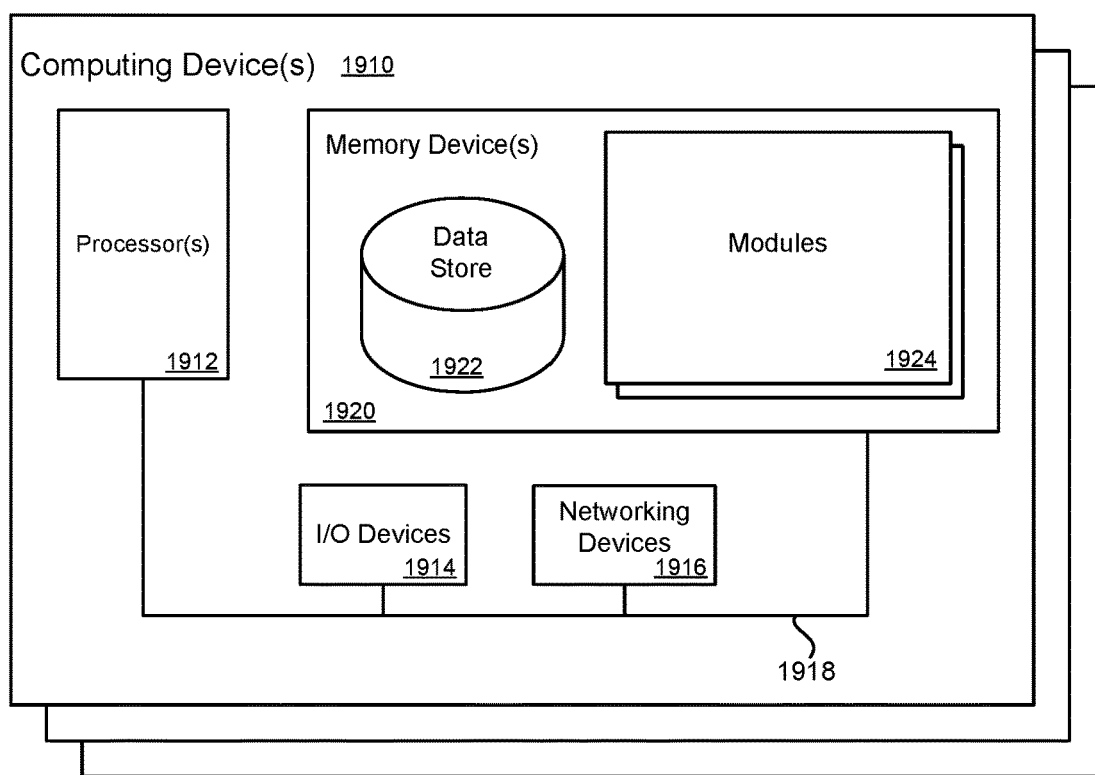 Computing Device(s) 1910
Memory Device(s)
Processor(s)
Data
Store
Modules
1912
1922
1924
1920
I/O Devices
1914
Networking
Devices
1916
1918